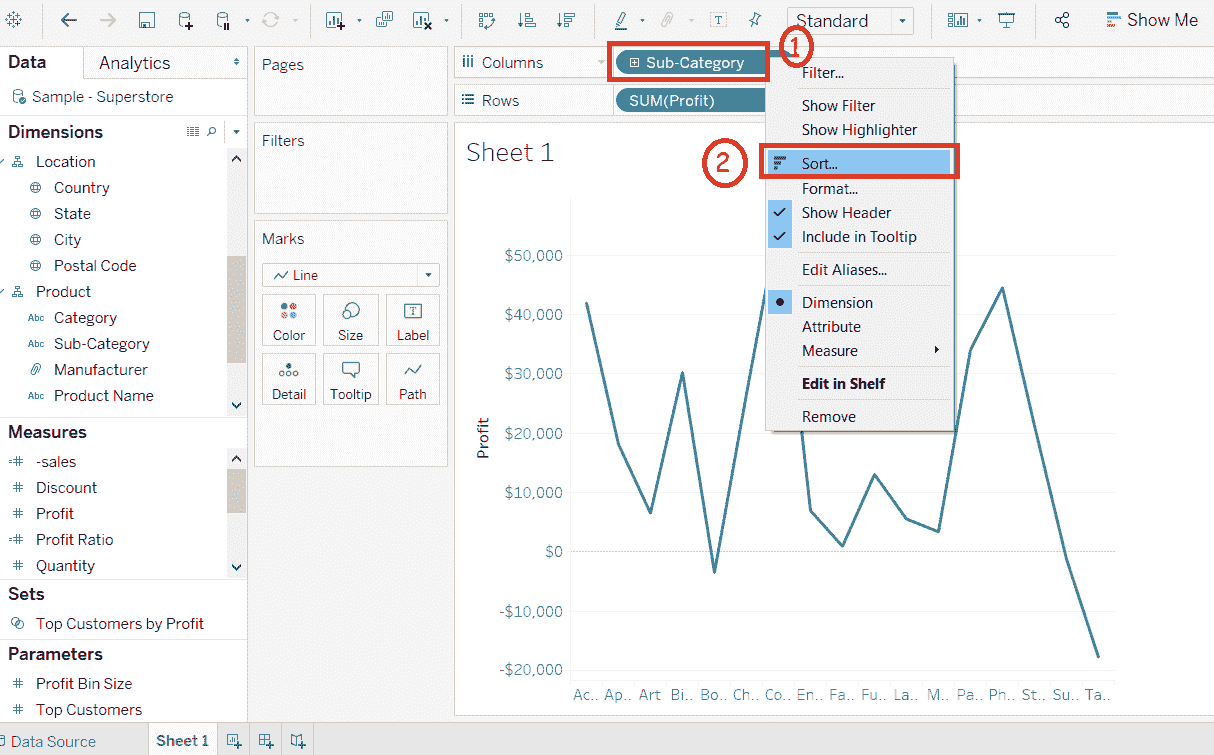 Standard
Show Me
Data
Analytics
Sample - Superstore
Dimensions
Location
Country
State
City
Postal Code
Product
Abc Category
Abc Sub-Category
Manufacturer
Abc Product Name
Measures
-sales
Discount
Profit
Profit Ratio
Quantity
Sets
Top Customers by Profit
Parameters
Profit Bin Size
Top Customers
Pages
Filters
Marks
Line
Color Size Label
Detail Tooltip Path
Columns
Sub-Category
1
Rows
SUM(Profit)
Sheet 1
2
Filter...
Show Filter
Show Highlighter
Sort...
Format...
Show Header
Include in Tooltip
Edit Aliases...
Dimension
Attribute
Measure
Edit in Shelf
Remove
Profit
$50,000
$40,000
$30,000
$20,000
$10,000
$0
-$10,000
-$20,000
Ac.. Ap.. Art Bi.. Bo.. Ch.. Co.. En.. Fa.. Fu.. La.. M.. Pa.. Ph.. St.. Su.. Ta..
Data Source
Sheet 1